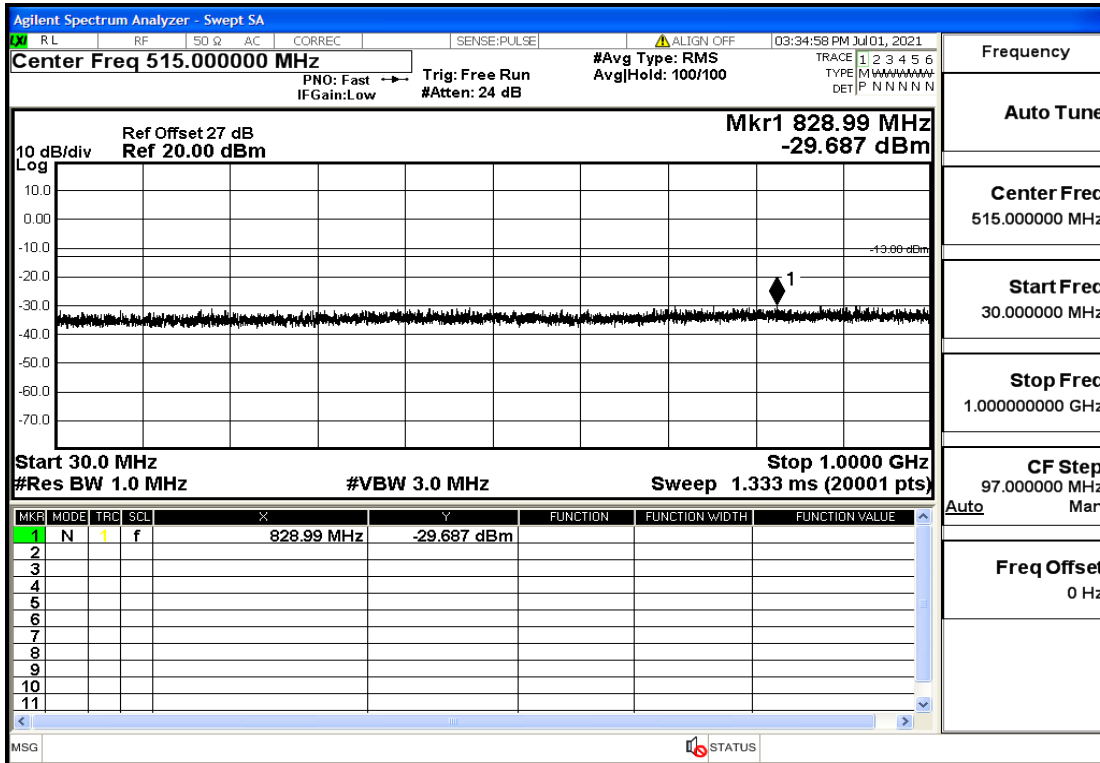 Agilent Spectrum Analyzer - Swept SA
LXI RL RF 50 Ω AC CORREC SENSE:PULSE ALIGN OFF 03:34:58 PM Jul 01, 2021
Center Freq 515.000000 MHz
PNO: Fast
IFGain:Low
Trig: Free Run
#Atten: 24 dB
#Avg Type: RMS
Avg|Hold: 100/100
TRACE 1 2 3 4 5 6
TYPE M WWWWW
DET P N N N N N
Frequency
Auto Tune
Center Freq
515.000000 MHz
Start Freq
30.000000 MHz
Stop Freq
1.000000000 GHz
CF Step
97.000000 MHz
Auto Man
Freq Offset
0 Hz
Mkr1 828.99 MHz
-29.687 dBm
Ref Offset 27 dB
10 dB/div Ref 20.00 dBm
Log
10.0
0.00
-10.0
-13.00 dBm
-20.0
1
-30.0
-40.0
-50.0
-60.0
-70.0
Start 30.0 MHz Stop 1.0000 GHz
#Res BW 1.0 MHz #VBW 3.0 MHz Sweep 1.333 ms (20001 pts)
MKR MODE TRC SCL X Y FUNCTION FUNCTION WIDTH FUNCTION VALUE
1 N 1 f 828.99 MHz -29.687 dBm
2
3
4
5
6
7
8
9
10
11
MSG STATUS